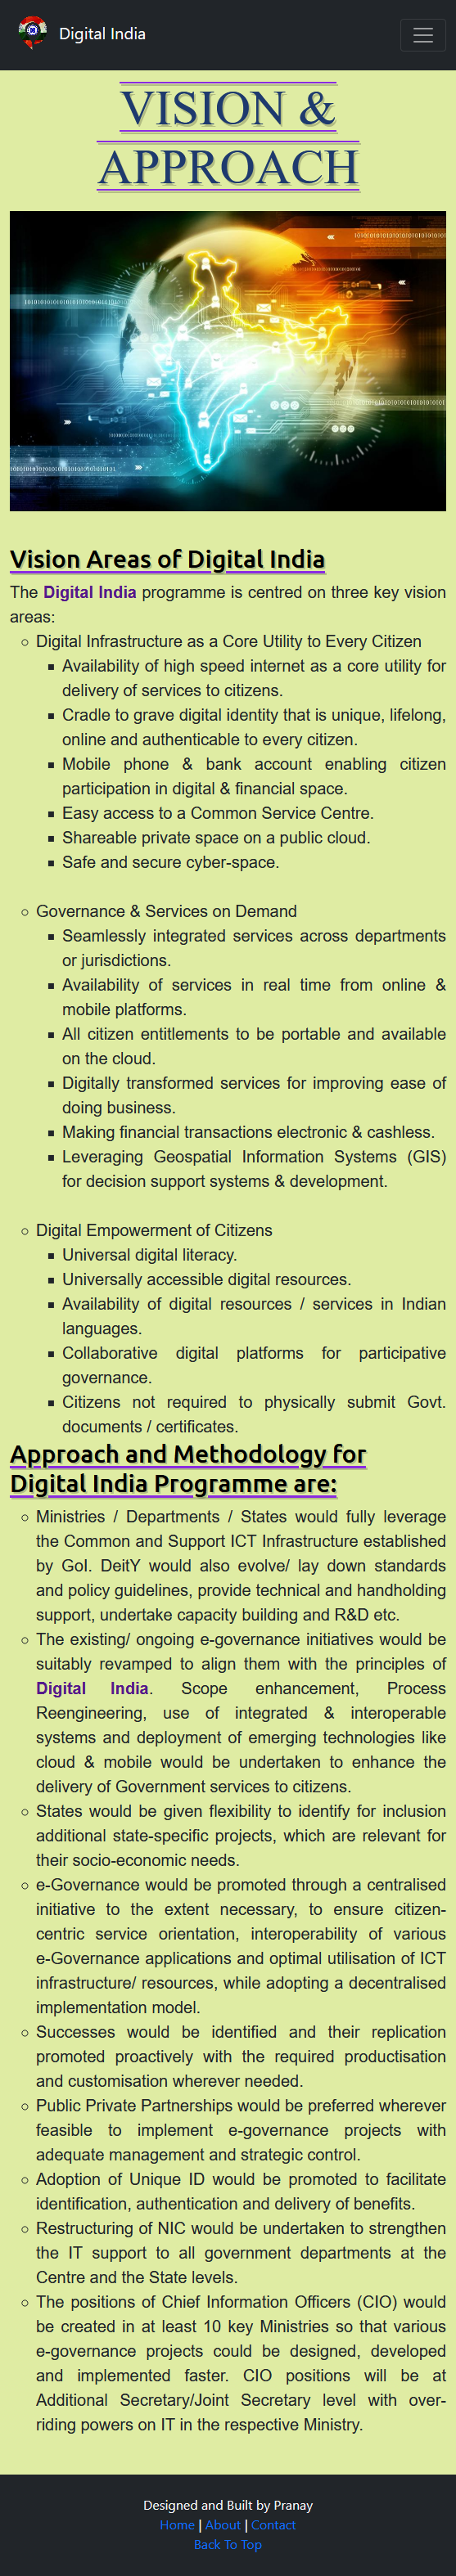 Digital India
VISION &
APPROACH
Vision Areas of Digital India
The Digital India programme is centred on three key vision
areas:
Digital Infrastructure as a Core Utility to Every Citizen
Availability of high speed internet as a core utility for
delivery of services to citizens.
Cradle to grave digital identity that is unique, lifelong,
online and authenticable to every citizen.
Mobile phone & bank account enabling citizen
participation in digital & financial space.
Easy access to a Common Service Centre.
Shareable private space on a public cloud.
Safe and secure cyber-space.
Governance & Services on Demand
Seamlessly integrated services across departments
or jurisdictions.
Availability of services in real time from online &
mobile platforms.
All citizen entitlements to be portable and available
on the cloud.
Digitally transformed services for improving ease of
doing business.
Making financial transactions electronic & cashless.
Leveraging Geospatial Information Systems (GIS)
for decision support systems & development.
Digital Empowerment of Citizens
Universal digital literacy.
Universally accessible digital resources.
Availability of digital resources / services in Indian
languages.
Collaborative digital platforms for participative
governance.
Citizens not required to physically submit Govt.
documents / certificates.
Approach and Methodology for
Digital India Programme are:
Ministries / Departments / States would fully leverage
the Common and Support ICT Infrastructure established
by GoI. DeitY would also evolve/ lay down standards
and policy guidelines, provide technical and handholding
support, undertake capacity building and R&D etc.
The existing/ ongoing e-governance initiatives would be
suitably revamped to align them with the principles of
Digital India. Scope enhancement, Process
Reengineering, use of integrated & interoperable
systems and deployment of emerging technologies like
cloud & mobile would be undertaken to enhance the
delivery of Government services to citizens.
States would be given flexibility to identify for inclusion
additional state-specific projects, which are relevant for
their socio-economic needs.
e-Governance would be promoted through a centralised
initiative to the extent necessary, to ensure citizen-
centric service orientation, interoperability of various
e-Governance applications and optimal utilisation of ICT
infrastructure/ resources, while adopting a decentralised
implementation model.
Successes would be identified and their replication
promoted proactively with the required productisation
and customisation wherever needed.
Public Private Partnerships would be preferred wherever
feasible to implement e-governance projects with
adequate management and strategic control.
Adoption of Unique ID would be promoted to facilitate
identification, authentication and delivery of benefits.
Restructuring of NIC would be undertaken to strengthen
the IT support to all government departments at the
Centre and the State levels.
The positions of Chief Information Officers (CIO) would
be created in at least 10 key Ministries so that various
e-governance projects could be designed, developed
and implemented faster. CIO positions will be at
Additional Secretary/Joint Secretary level with over-
riding powers on IT in the respective Ministry.
Designed and Built by Pranay
Home | About | Contact
Back To Top